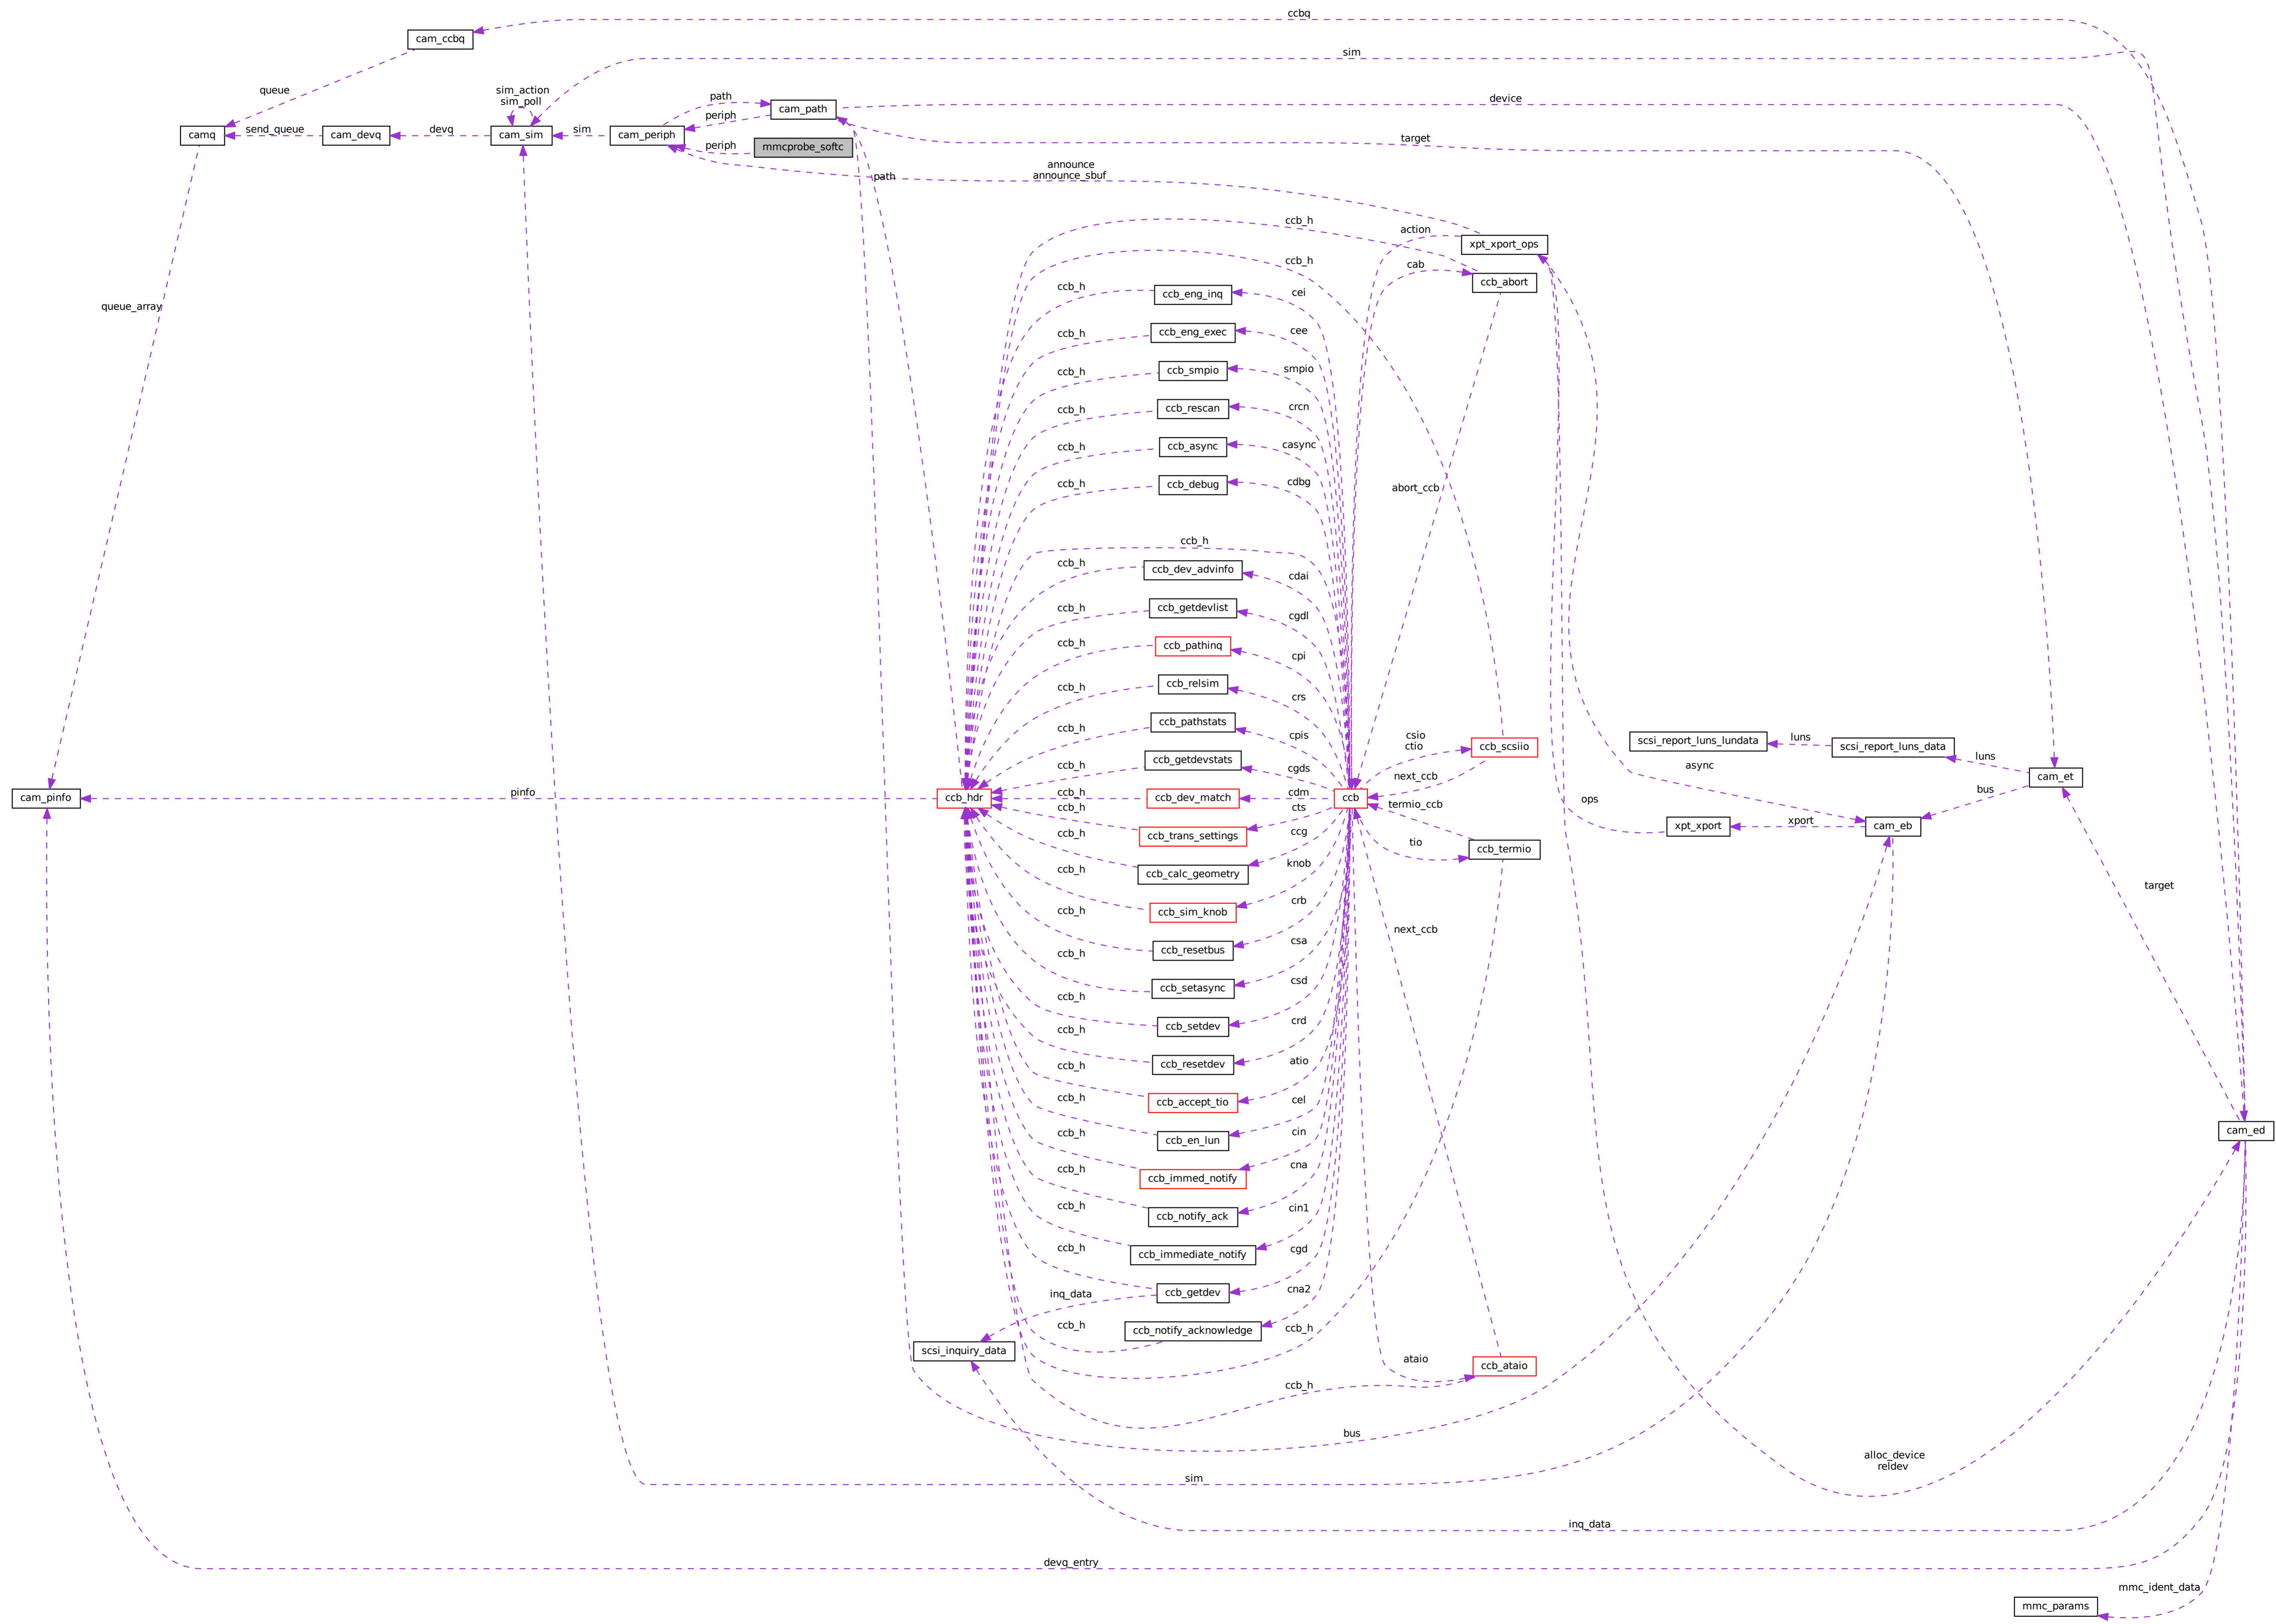 ccbq
cam_ccbq
sim
queue
sim_action
sim_poll
path
cam_path
device
periph
camq
send_queue
cam_devq
devq
cam_sim
sim
cam_periph
target
periph
mmcprobe_softc
announce
announce_sbuf
path
ccb_h
action
xpt_xport_ops
ccb_h
cab
ccb_abort
queue_array
ccb_h
ccb_eng_inq
cei
ccb_h
ccb_eng_exec
cee
ccb_h
ccb_smpio
smpio
ccb_h
ccb_rescan
crcn
ccb_h
ccb_async
casync
ccb_h
ccb_debug
cdbg
abort_ccb
ccb_h
ccb_h
ccb_dev_advinfo
cdai
ccb_h
ccb_getdevlist
cgdl
ccb_h
ccb_pathinq
cpi
ccb_h
ccb_relsim
crs
ccb_h
ccb_pathstats
cpis
csio
ctio
ccb_scsiio
scsi_report_luns_lundata
luns
scsi_report_luns_data
luns
ccb_h
ccb_getdevstats
cgds
next_ccb
async
cam_et
cam_pinfo
pinfo
ccb_hdr
ccb_h
ccb_dev_match
cdm
ccb
termio_ccb
ops
bus
ccb_h
ccb_trans_settings
cts
xpt_xport
xport
cam_eb
ccb_h
ccb_calc_geometry
ccg
tio
ccb_termio
ccb_h
ccb_sim_knob
knob
target
ccb_h
ccb_resetbus
crb
next_ccb
ccb_h
ccb_setasync
csa
ccb_h
ccb_setdev
csd
ccb_h
ccb_resetdev
crd
ccb_h
ccb_accept_tio
atio
ccb_h
ccb_en_lun
cel
cam_ed
ccb_h
ccb_immed_notify
cin
ccb_h
ccb_notify_ack
cna
ccb_h
ccb_immediate_notify
cin1
ccb_h
ccb_getdev
cgd
inq_data
cna2
ccb_h
ccb_notify_acknowledge
ccb_h
scsi_inquiry_data
ataio
ccb_ataio
ccb_h
bus
alloc_device
reldev
sim
inq_data
devq_entry
mmc_ident_data
mmc_params